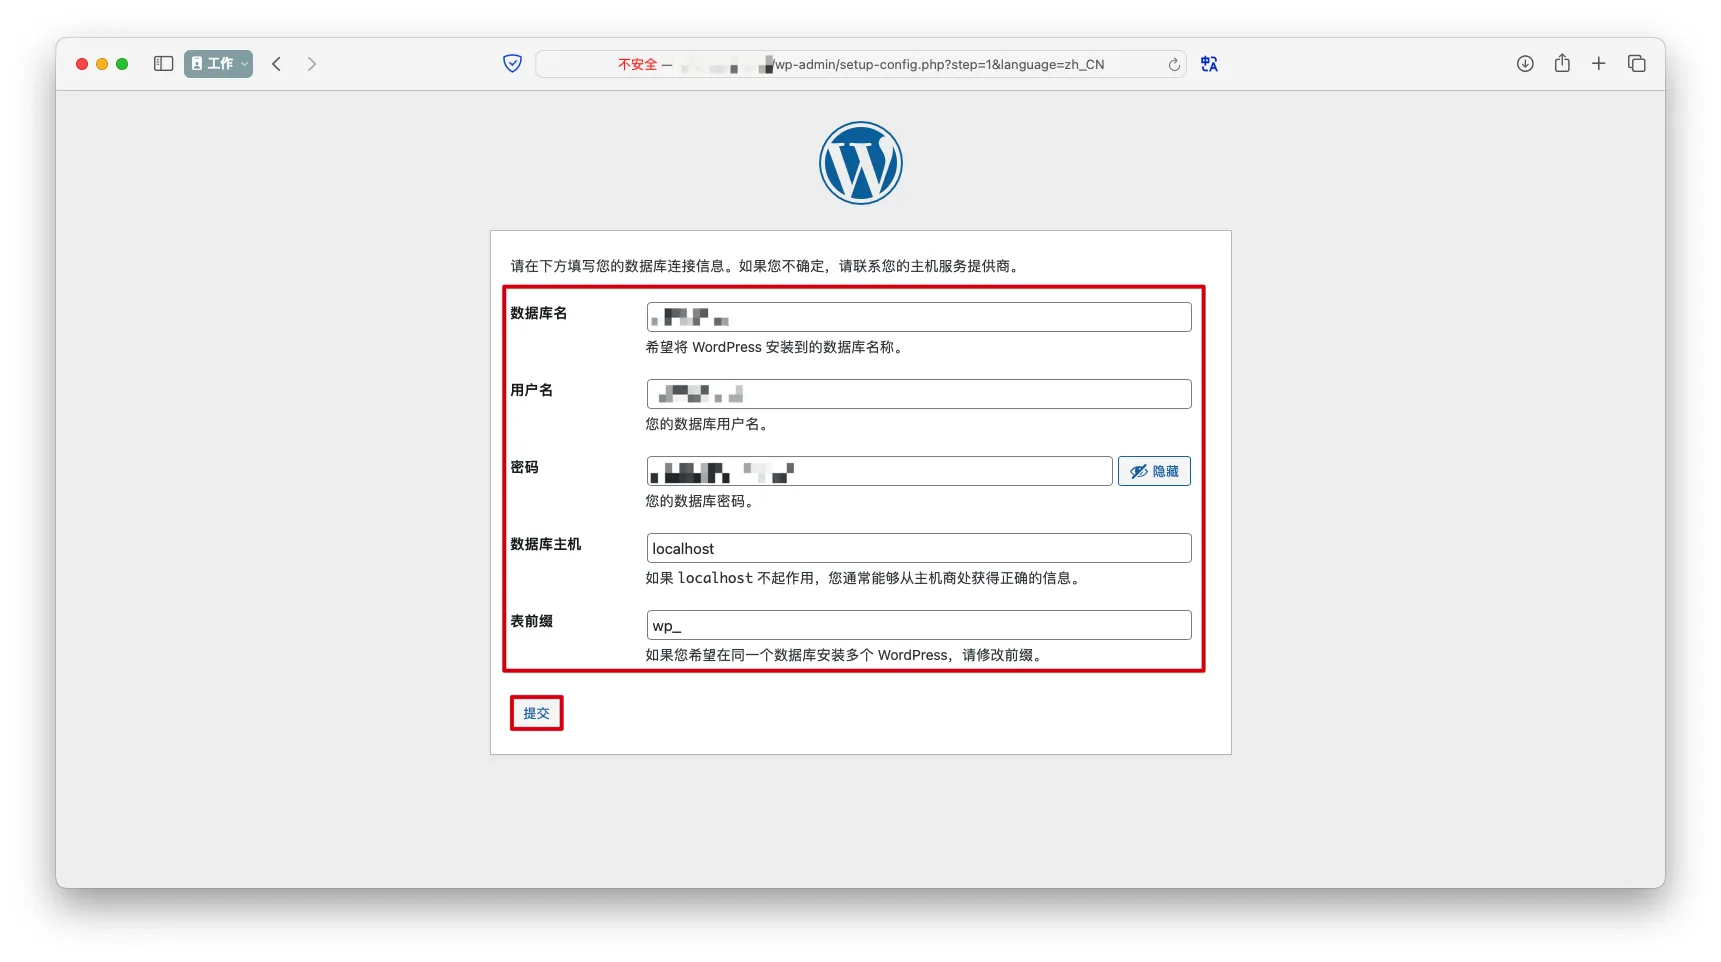 工作
不安全 — /wp-admin/setup-config.php?step=1&language=zh_CN
请在下方填写您的数据库连接信息。如果您不确定，请联系您的主机服务提供商。
数据库名
希望将 WordPress 安装到的数据库名称。
用户名
您的数据库用户名。
密码
隐藏
您的数据库密码。
数据库主机
localhost
如果 localhost 不起作用，您通常能够从主机商处获得正确的信息。
表前缀
wp_
如果您希望在同一个数据库安装多个 WordPress，请修改前缀。
提交